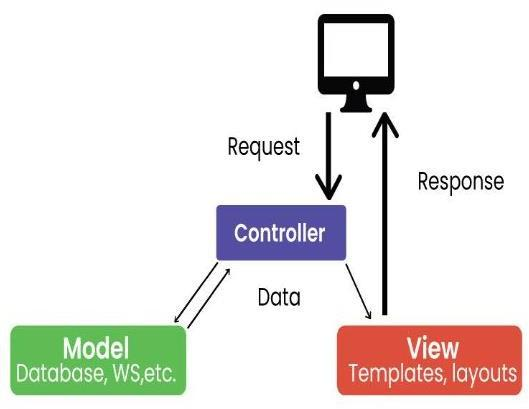 Request
Response
Controller
Data
Model
Database, WS,etc.
View
Templates, layouts